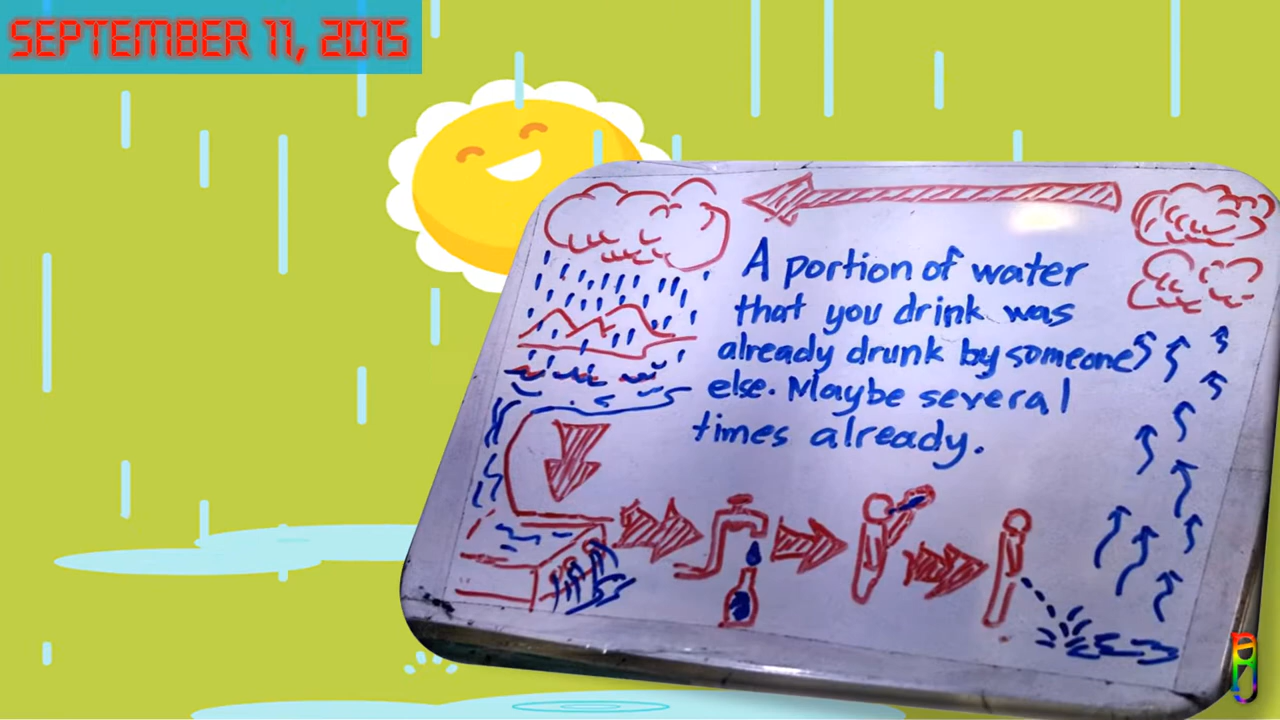 SEPTEMBER 11, 2015
A portion of water
that you drink was
already drunk by someone
else. Maybe several
times already.